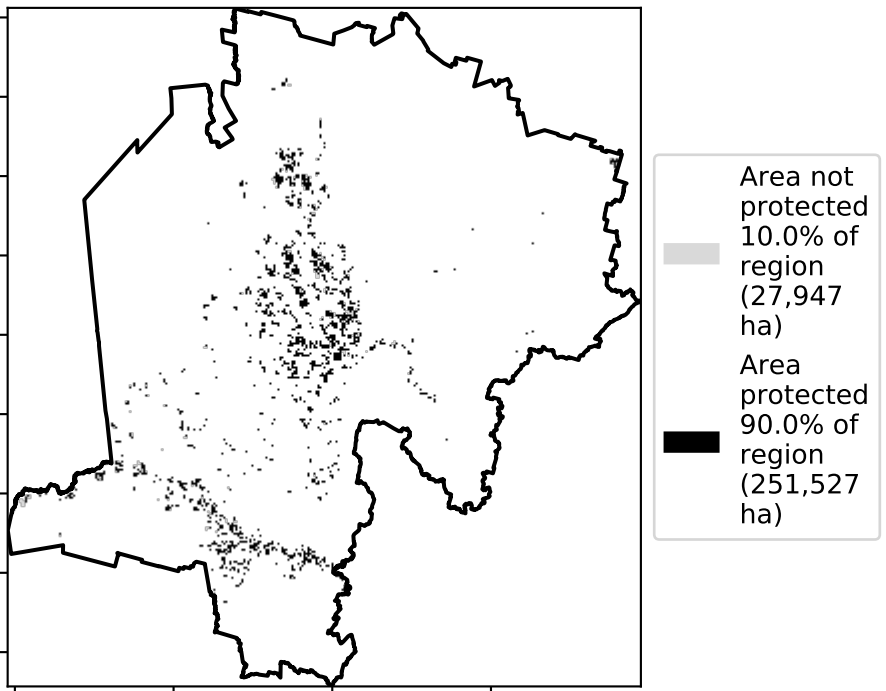 Area not
protected
10.0% of
region
(27,947
ha)
Area
protected
90.0% of
region
(251,527
ha)